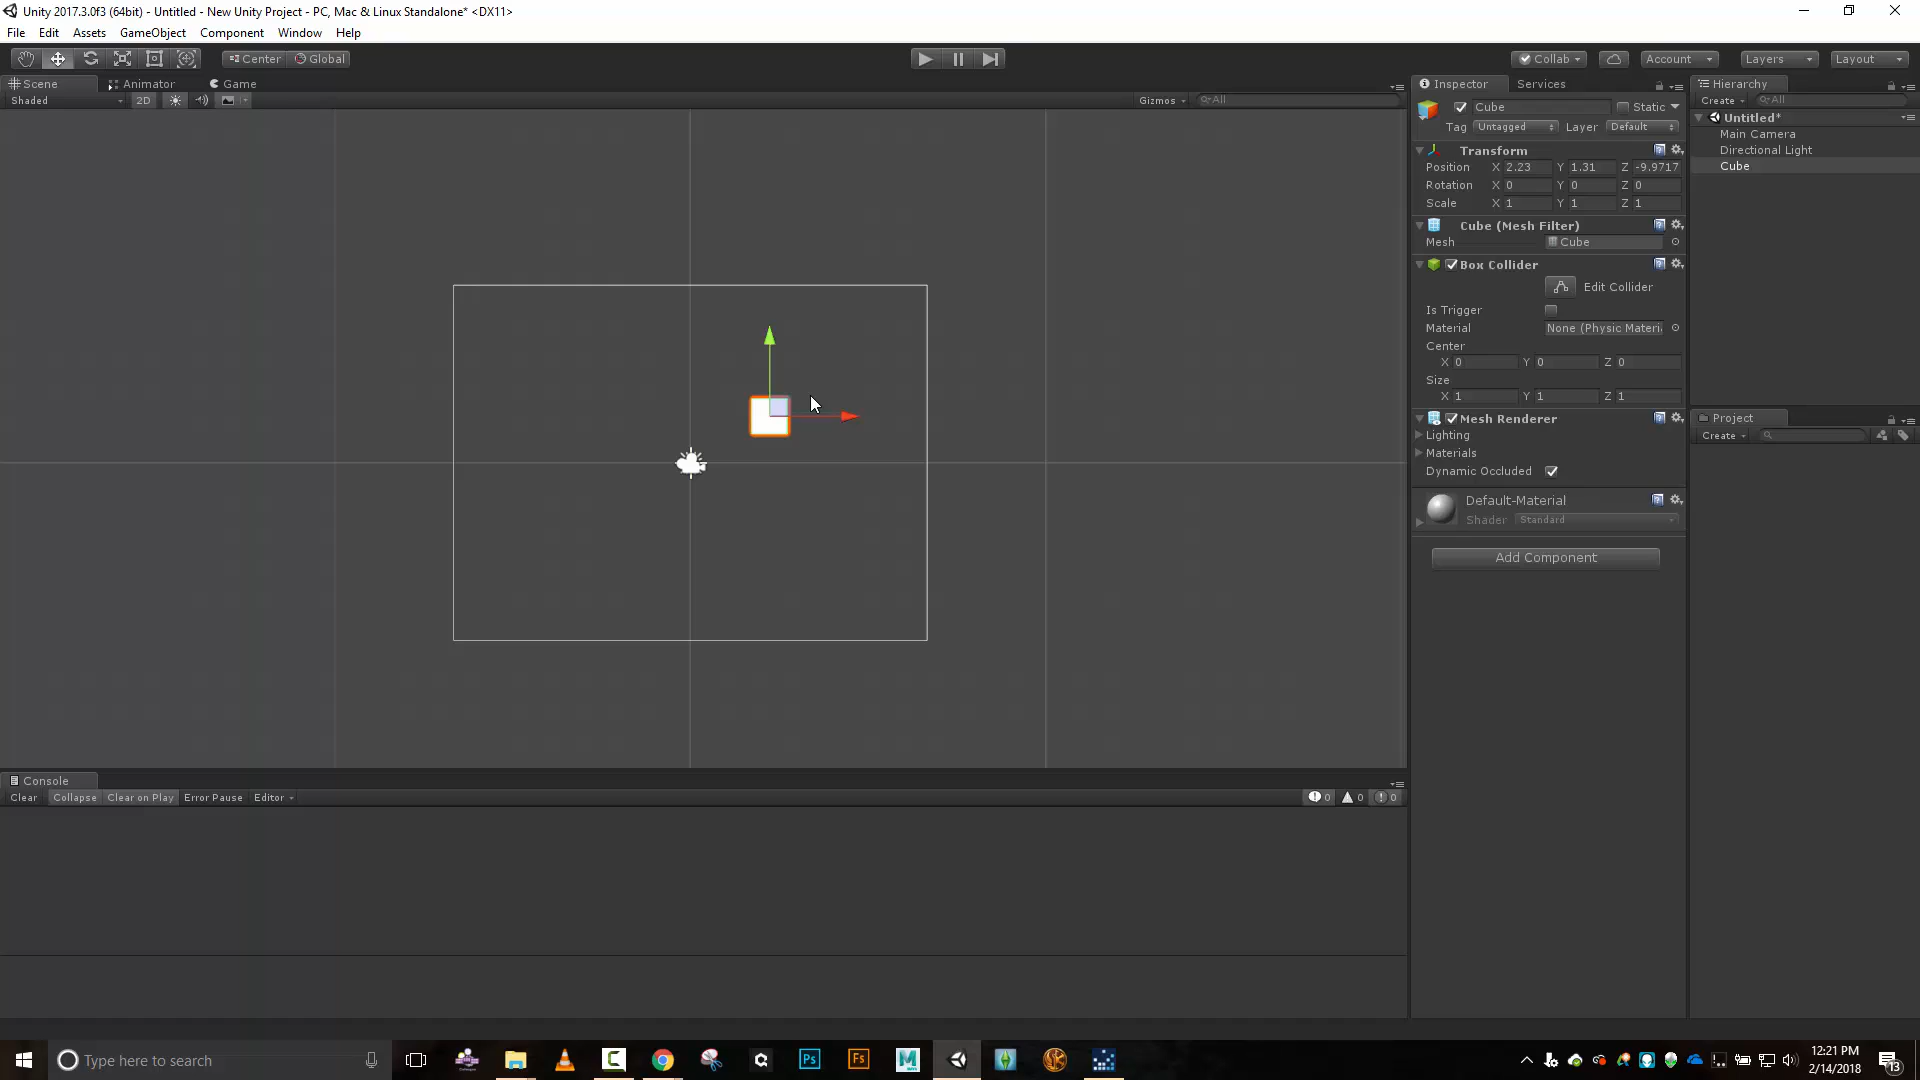 Unity 2017.3.0f3 (64bit) - Untitled - New Unity Project - PC, Mac & Linux Standalone* <DX11>
File Edit Assets GameObject Component Window Help
Center Global Collab Account Layers Layout
Scene Animator Game
Shaded 2D Gizmos All
Inspector Services
Cube Static
Tag Untagged Layer Default
Transform
Position X 2.23 Y 1.31 Z -9.9717
Rotation X 0 Y 0 Z 0
Scale X 1 Y 1 Z 1
Cube (Mesh Filter)
Mesh Cube
Box Collider
Edit Collider
Is Trigger
Material None (Physic Materi
Center
X 0 Y 0 Z 0
Size
X 1 Y 1 Z 1
Mesh Renderer
Lighting
Materials
Dynamic Occluded
Default-Material
Shader Standard
Add Component
Hierarchy
Create All
Untitled*
Main Camera
Directional Light
Cube
Project
Create
Console
Clear Collapse Clear on Play Error Pause Editor 0 0 0
Type here to search
Ps Fs M
12:21 PM
2/14/2018
13